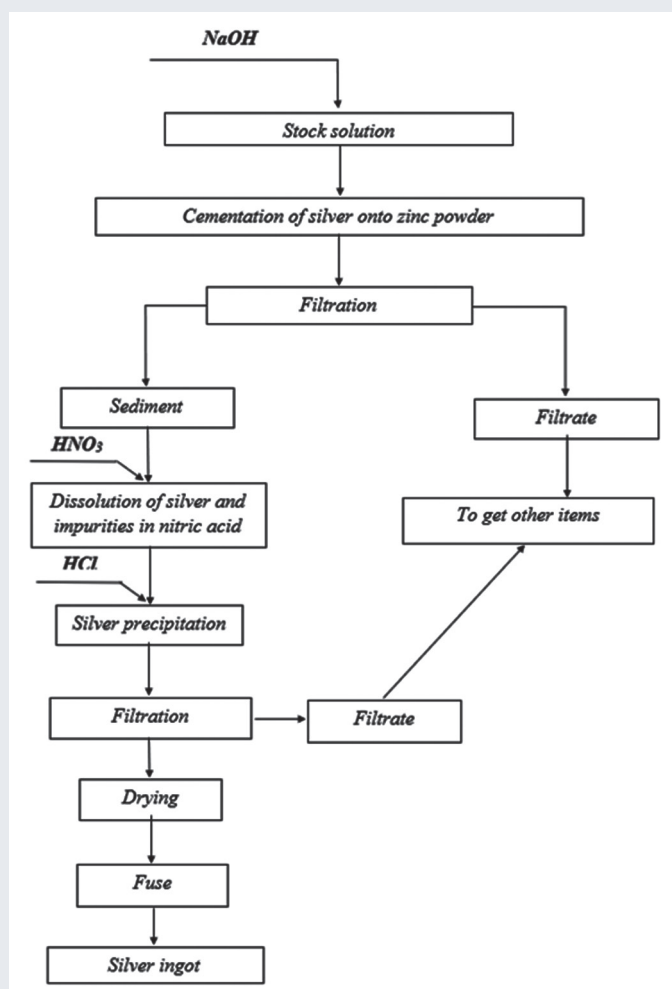 NaOH
Stock solution
Cementation of silver onto zinc powder
Filtration
Sediment
Filtrate
HNO₃
Dissolution of silver and
impurities in nitric acid
To get other items
HCl
Silver precipitation
Filtration
Filtrate
Drying
Fuse
Silver ingot